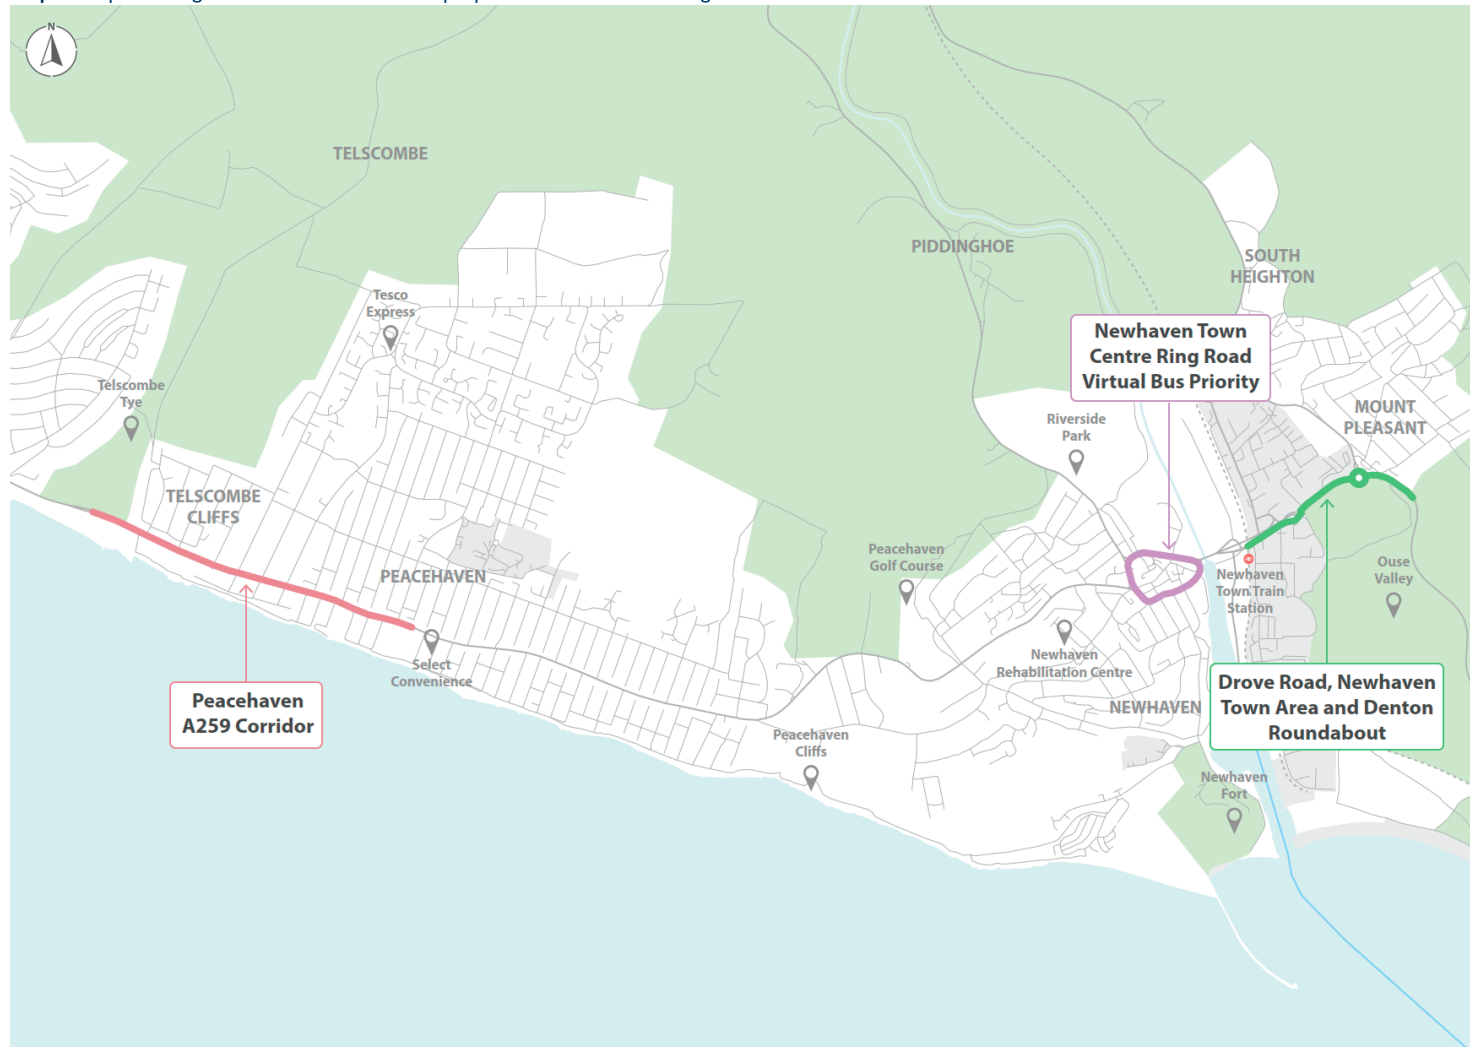 N
TELSCOMBE
PIDDINGHOE
SOUTH
HEIGHTON
Tesco
Express
Newhaven Town
Centre Ring Road
Virtual Bus Priority
Telscombe
Tye
MOUNT
PLEASANT
Riverside
Park
TELSCOMBE
CLIFFS
Peacehaven
Golf Course
Ouse
Valley
PEACEHAVEN
Newhaven
Town Train
Station
Newhaven
Rehabilitation Centre
Select
Convenience
Peacehaven
A259 Corridor
Drove Road, Newhaven
Town Area and Denton
Roundabout
NEWHAVEN
Peacehaven
Cliffs
Newhaven
Fort